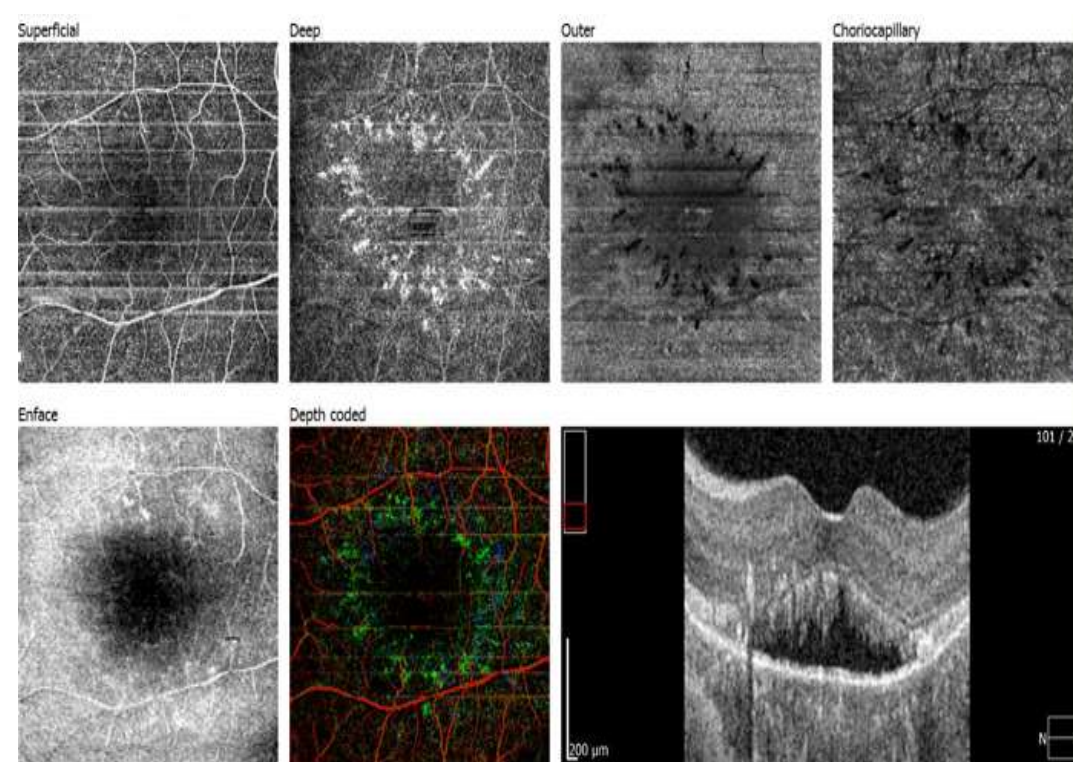 Superficial
Deep
Outer
Choriocapillary
Enface
Depth coded
101 / 2
200 µm
N